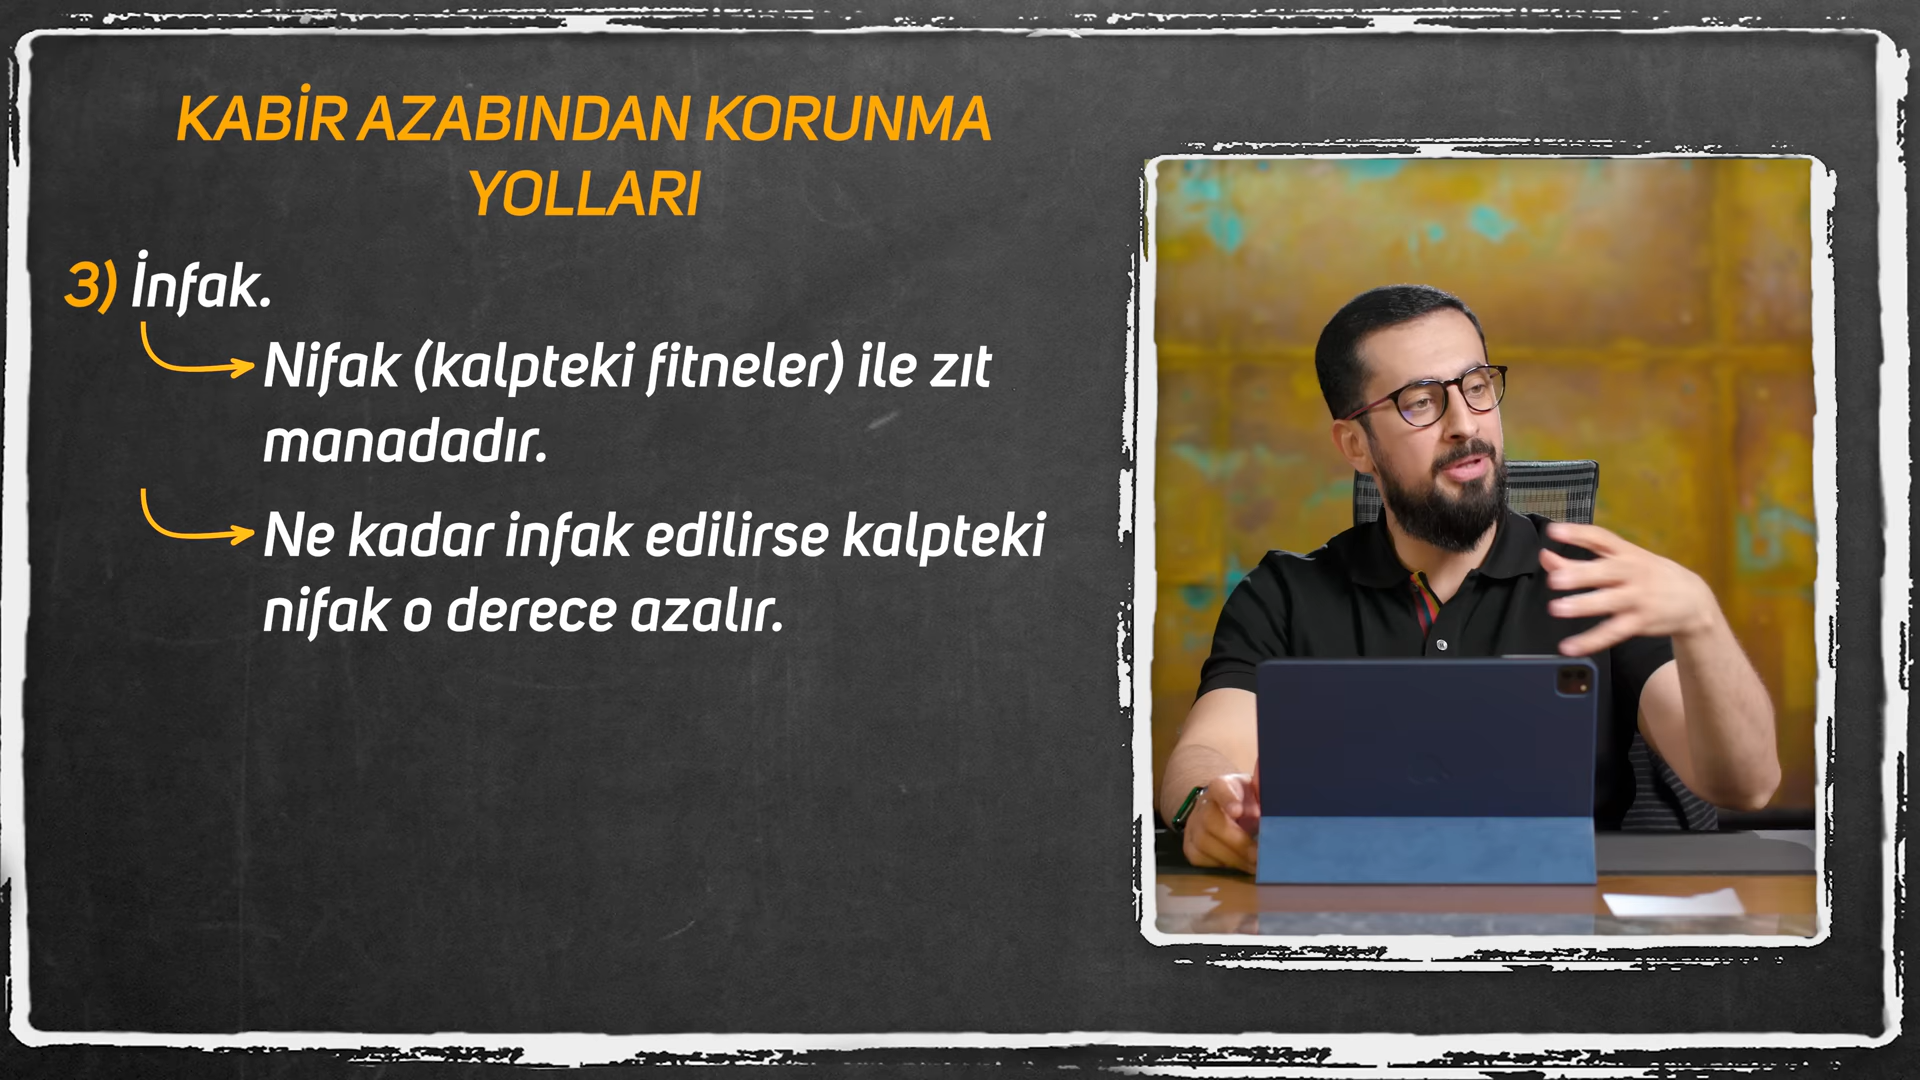 KABİR AZABINDAN KORUNMA
YOLLARI
3) İnfak.
Nifak (kalpteki fitneler) ile zıt
manadadır.
Ne kadar infak edilirse kalpteki
nifak o derece azalır.